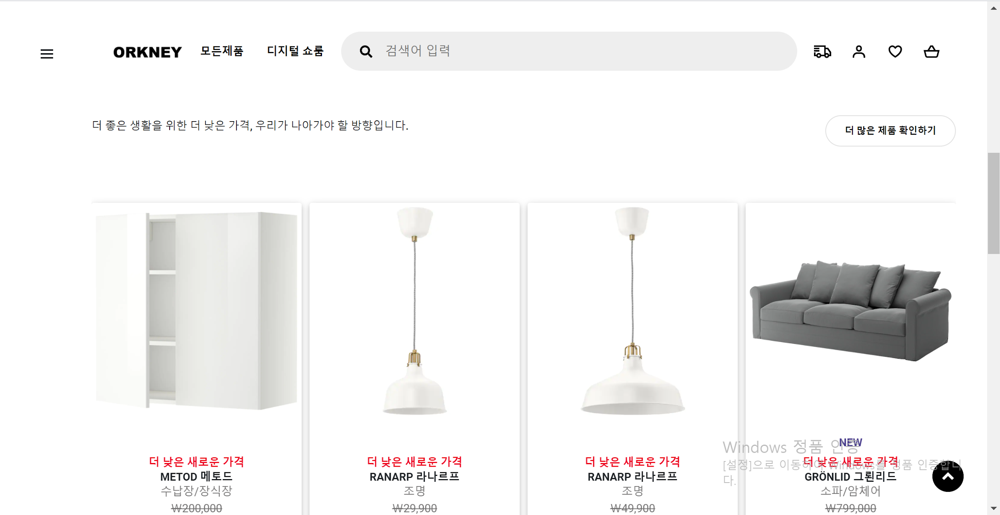 ORKNEY 모든제품 디지털 쇼룸 검색어 입력
더 좋은 생활을 위한 더 낮은 가격, 우리가 나아가야 할 방향입니다.
더 많은 제품 확인하기
더 낮은 새로운 가격
METOD 메토드
수납장/장식장
₩200,000
더 낮은 새로운 가격
RANARP 라나르프
조명
₩29,900
더 낮은 새로운 가격
RANARP 라나르프
조명
₩49,900
NEW
더 낮은 새로운 가격
GRÖNLID 그뢴리드
소파/암체어
₩799,000
Windows 정품 인증
[설정]으로 이동하여 Windows를 정품 인증합니
다.